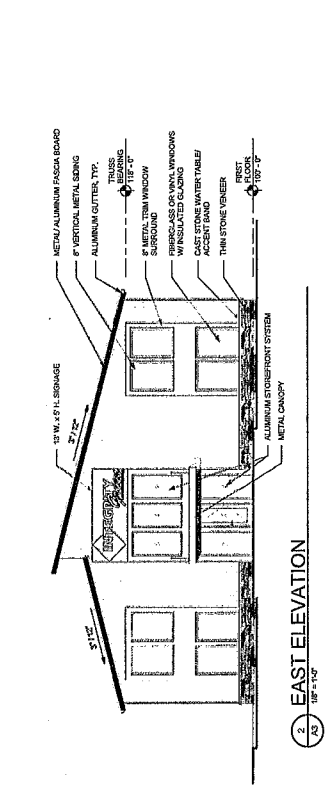 METAL/ ALUMINUM FASCIA BOARD
8" VERTICAL METAL SIDING
ALUMINUM GUTTER, TYP.
TRUSS
BEARING
118' - 0"
8" METAL TRIM WINDOW
SURROUND
FIBERGLASS OR VINYL WINDOWS
W/ INSULATED GLAZING
CAST STONE WATER TABLE/
ACCENT BAND
THIN STONE VENEER
FIRST
FLOOR
100' - 0"
13' W. x 5' H. SIGNAGE
3" / 12"
3" / 12"
INTEGRITY
ALUMINUM STOREFRONT SYSTEM
METAL CANOPY
2
A3
EAST ELEVATION
1/8" = 1'-0"